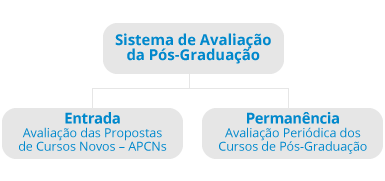 Sistema de Avaliação
da Pós-Graduação
Entrada
Avaliação das Propostas
de Cursos Novos – APCNs
Permanência
Avaliação Periódica dos
Cursos de Pós-Graduação